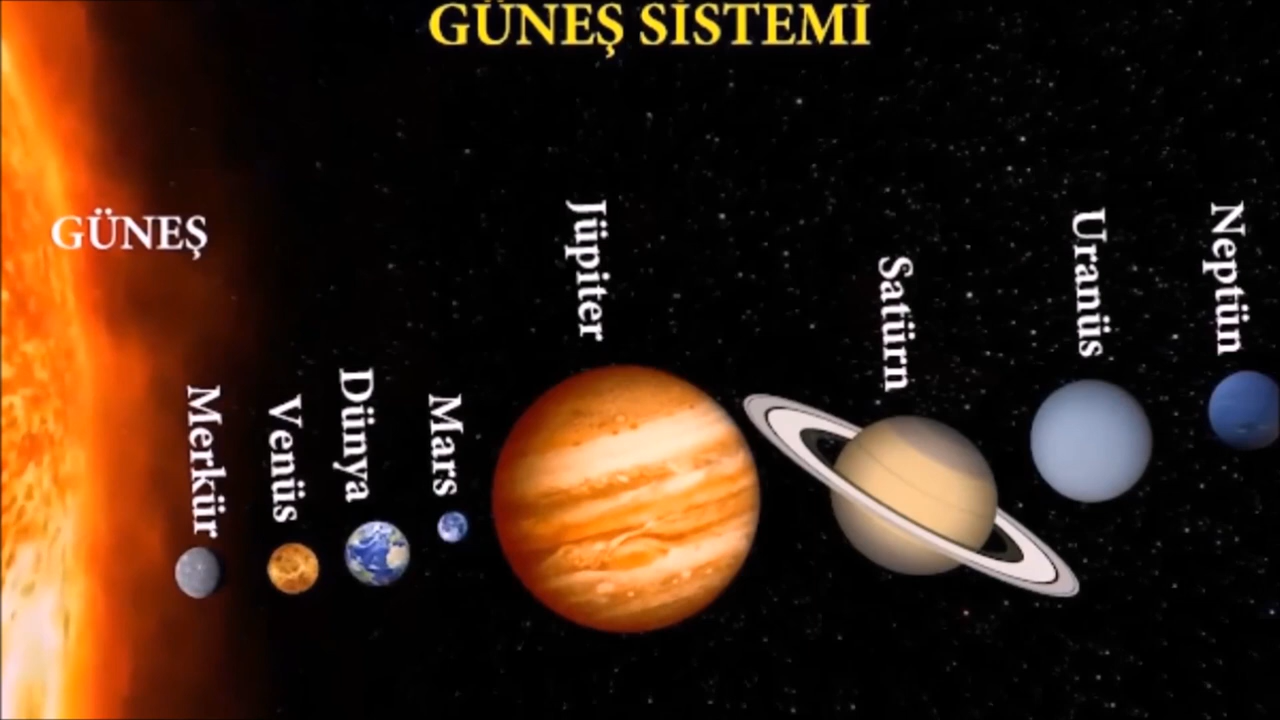 GÜNEŞ SİSTEMİ
GÜNEŞ
Merkür
Venüs
Dünya
Mars
Jüpiter
Satürn
Uranüs
Neptün